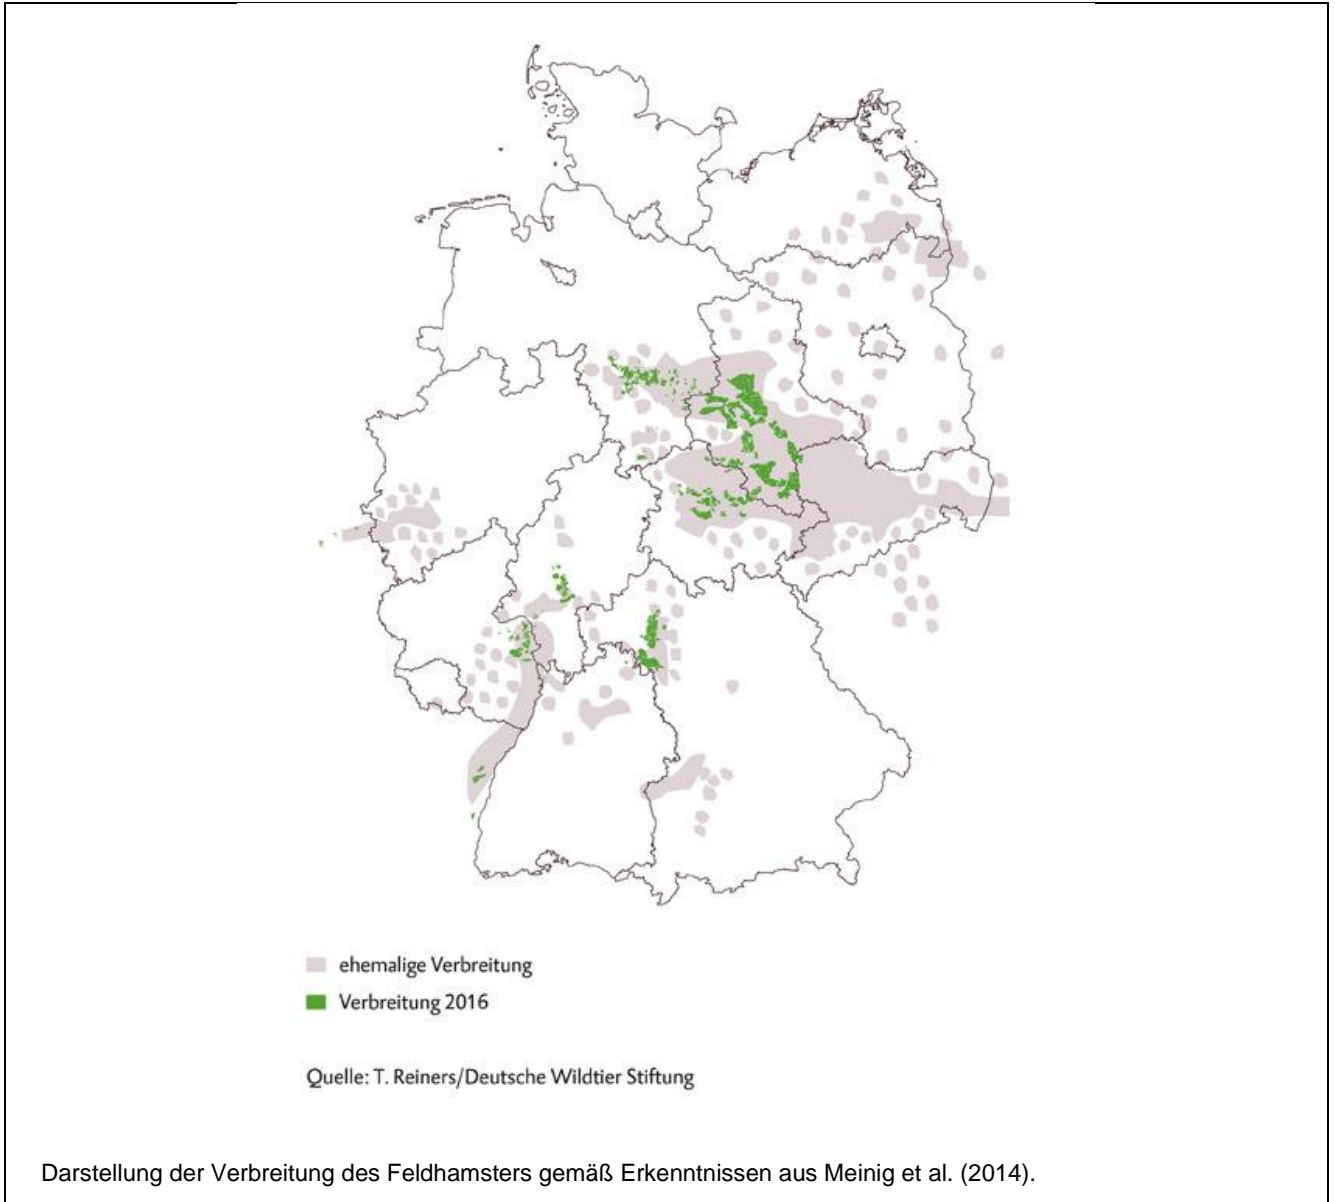 ehemalige Verbreitung
Verbreitung 2016
Quelle: T. Reiners/Deutsche Wildtier Stiftung
Darstellung der Verbreitung des Feldhamsters gemäß Erkenntnissen aus Meinig et al. (2014).